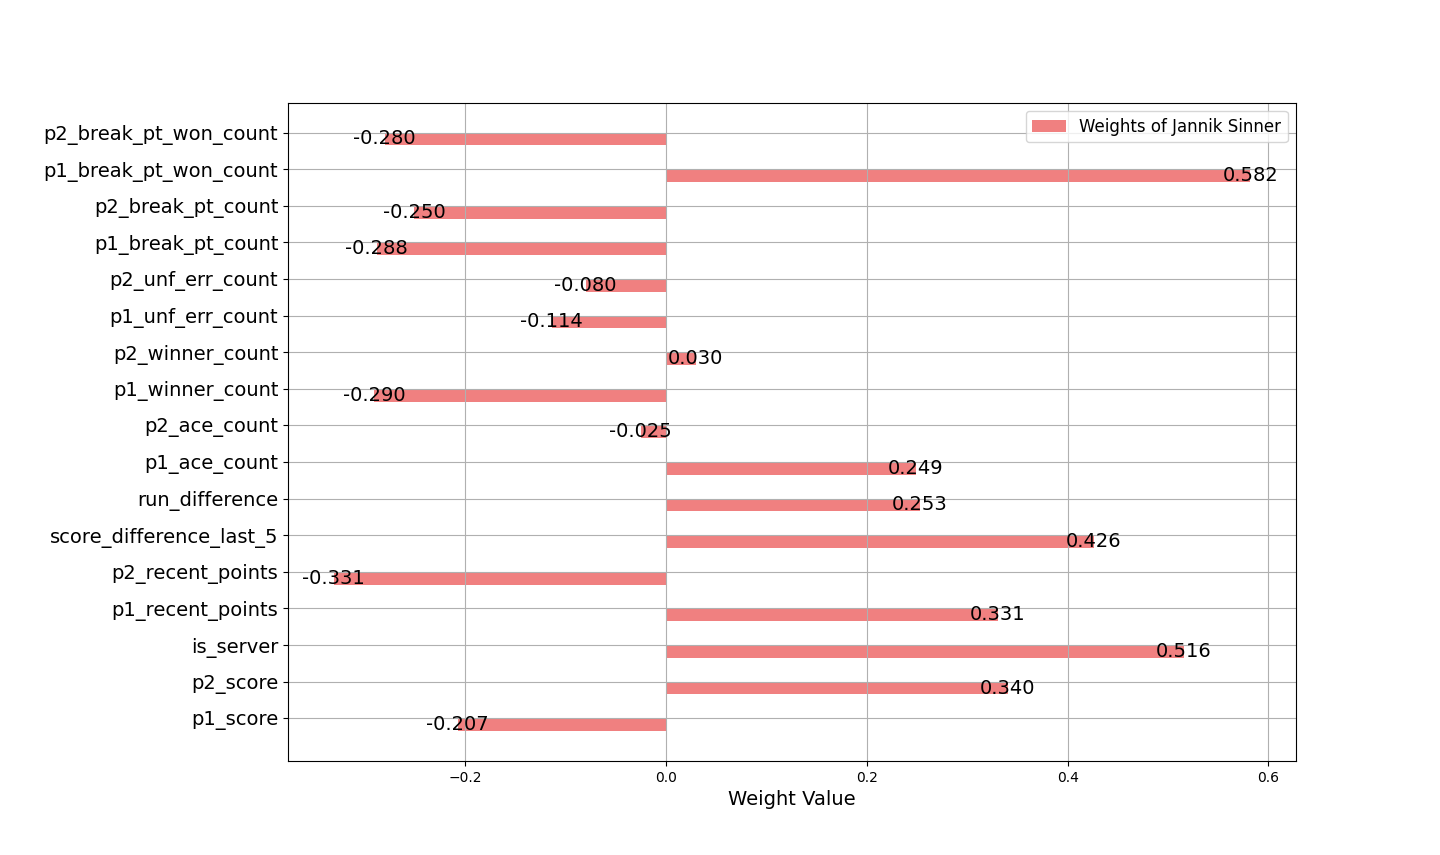 Weights of Jannik Sinner
p2_break_pt_won_count -0.280
p1_break_pt_won_count 0.582
p2_break_pt_count -0.250
p1_break_pt_count -0.288
p2_unf_err_count -0.080
p1_unf_err_count -0.114
p2_winner_count 0.030
p1_winner_count -0.290
p2_ace_count -0.025
p1_ace_count 0.249
run_difference 0.253
score_difference_last_5 0.426
p2_recent_points -0.331
p1_recent_points 0.331
is_server 0.516
p2_score 0.340
p1_score -0.207
−0.2 0.0 0.2 0.4 0.6
Weight Value